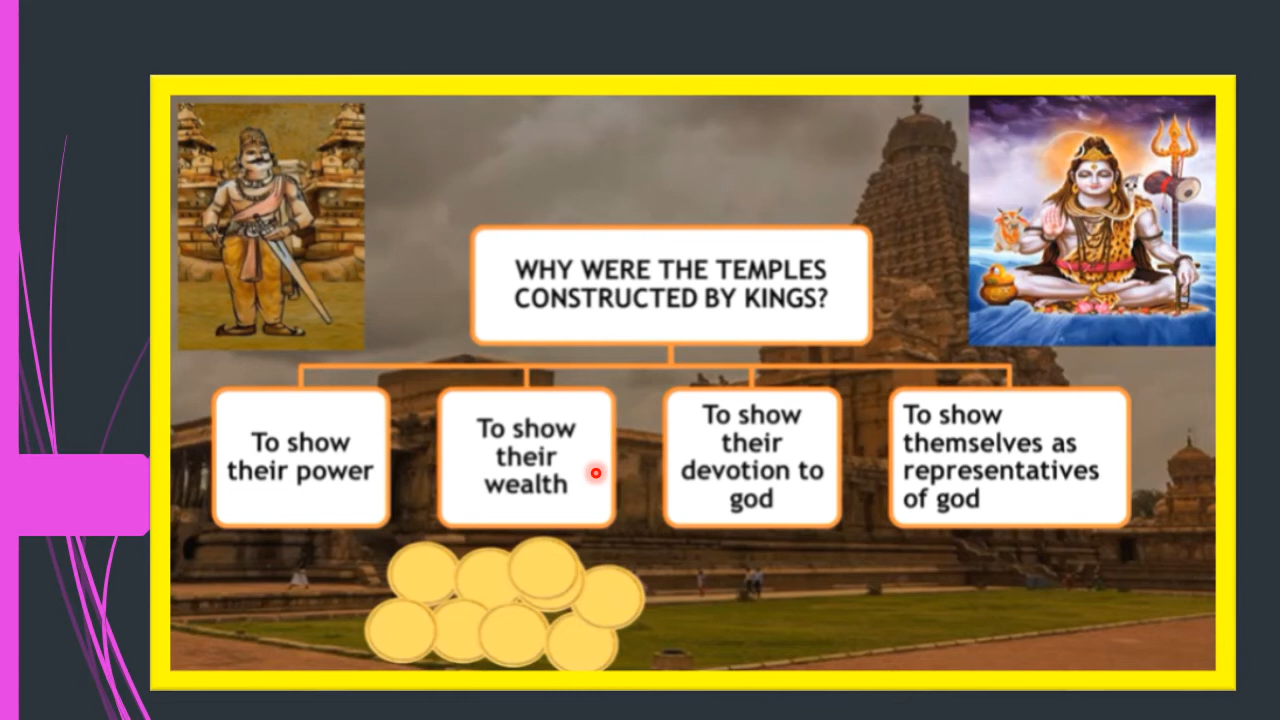 WHY WERE THE TEMPLES
CONSTRUCTED BY KINGS?
To show
their power
To show
their
wealth
To show
their
devotion to
god
To show
themselves as
representatives
of god